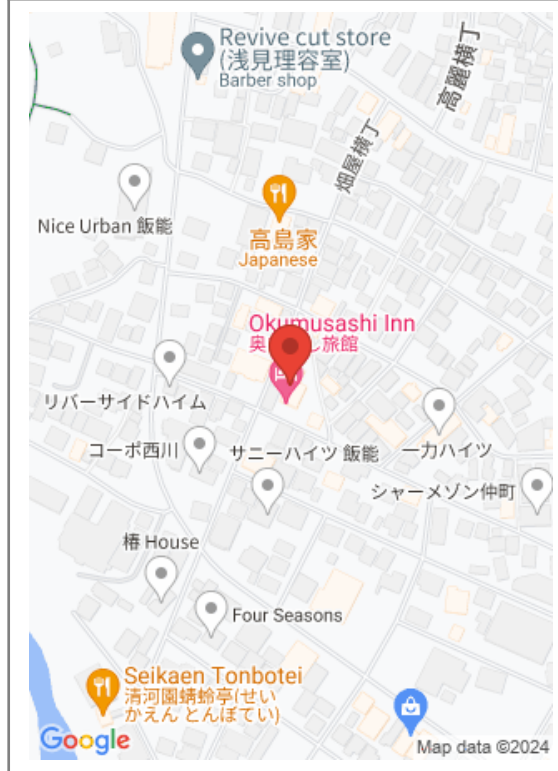 Revive cut store
(浅見理容室)
Barber shop
高麗横丁
畑屋横丁
Nice Urban 飯能
高島家
Japanese
Okumusashi Inn
し旅館
リバーサイドハイム
コーポ西川
サニーハイツ 飯能
一力ハイツ
シャーメゾン仲町
椿 House
Four Seasons
Seikaen Tonbotei
清河園蜻蛉亭(せい
かえん とんぼてい)
Google
Map data ©2024